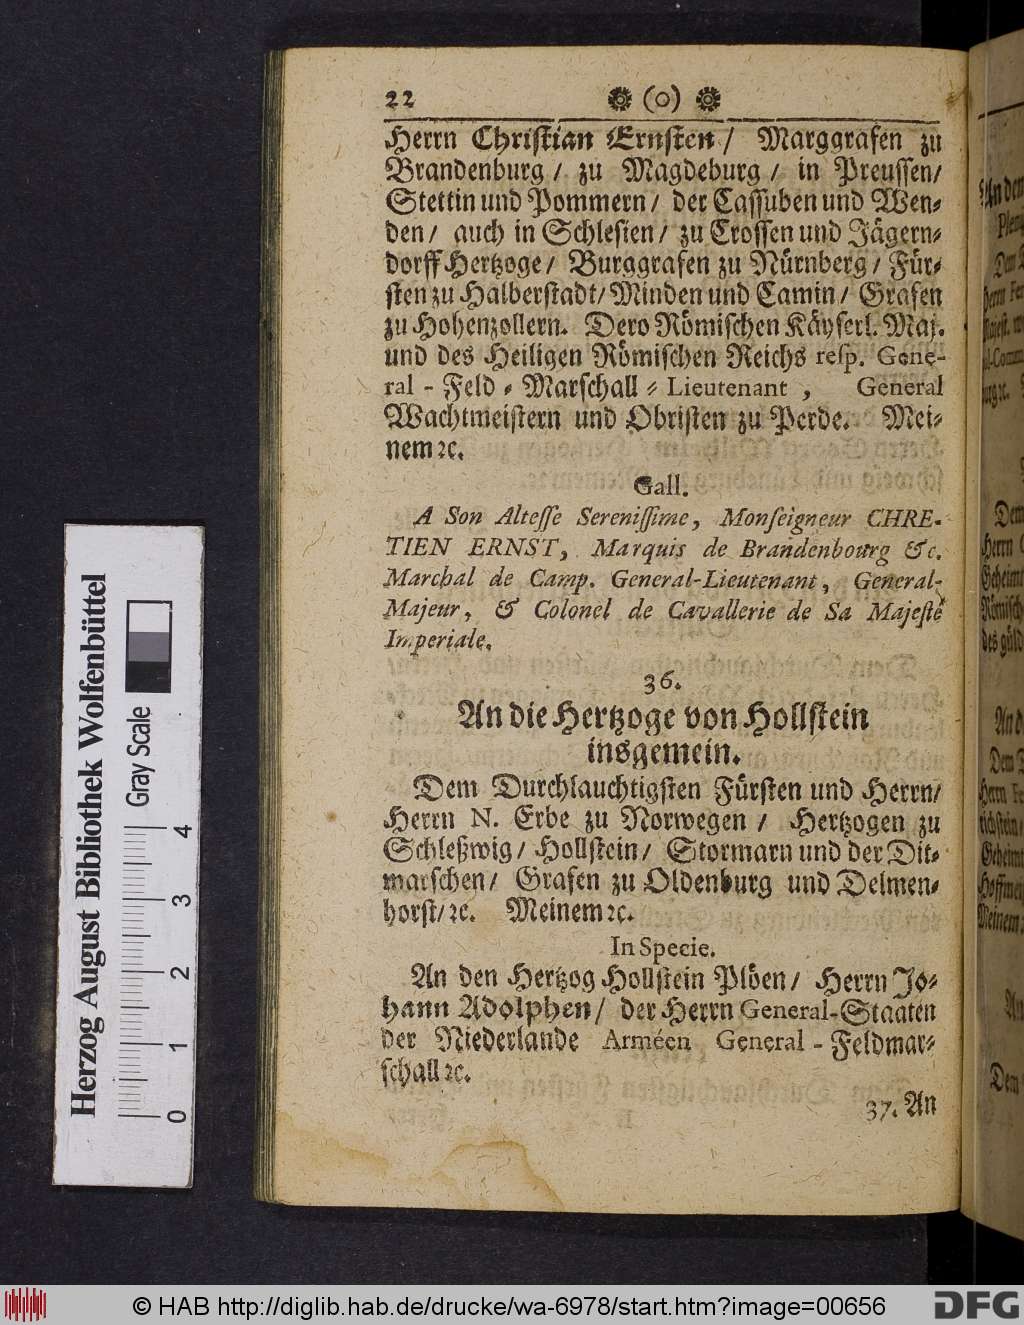 22 (o)
Herrn Christian Ernsten / Marggrafen zu
Brandenburg / zu Magdeburg / in Preussen/
Stettin und Pommern / der Cassuben und Wen⸗
den / auch in Schlesien / zu Crossen und Jägern⸗
dorff Hertzoge / Burggrafen zu Nürnberg / Für⸗
sten zu Halberstadt / Minden und Camin / Grafen
zu Hohenzollern. Dero Römischen Käyserl. Maj.
und des Heiligen Römischen Reichs resp. Gene-
ral - Feld ⸗ Marschall ⸗ Lieutenant , General
Wachtmeistern und Obristen zu Perde. Mei⸗
nem ꝛc.
Gall.
A Son Altesse Serenissime, Monseigneur CHRE-
TIEN ERNST, Marquis de Brandenbourg &c.
Marchal de Camp. General-Lieutenant, General-
Majeur, & Colonel de Cavallerie de Sa Majesté
Imperiale.
36.
An die Hertzoge von Hollstein
insgemein.
Dem Durchlauchtigsten Fürsten und Herrn/
Herrn N. Erbe zu Norwegen / Hertzogen zu
Schleßwig / Hollstein / Stormarn und der Dit⸗
marschen / Grafen zu Oldenburg und Delmen⸗
horst / ꝛc. Meinem ꝛc.
In Specie.
An den Hertzog Hollstein Plöen / Herrn Jo⸗
hann Adolphen / der Herrn General-Staaten
der Niederlande Arméen General - Feldmar⸗
schall ꝛc.
37. An
Herzog August Bibliothek Wolfenbüttel
Gray Scale
0 1 2 3 4
© HAB http://diglib.hab.de/drucke/wa-6978/start.htm?image=00656
DFG